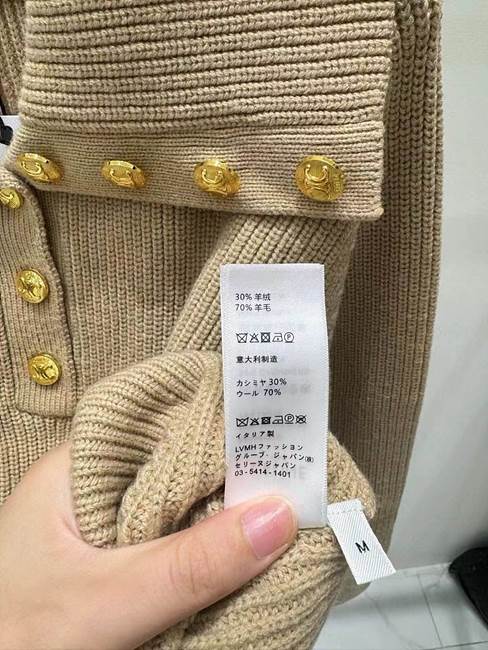 30% 羊绒
70% 羊毛
意大利制造
カシミヤ 30%
ウール 70%
イタリア製
LVMHファッション
グループ・ジャパン㈱
セリーヌジャパン
03-5414-1401
M